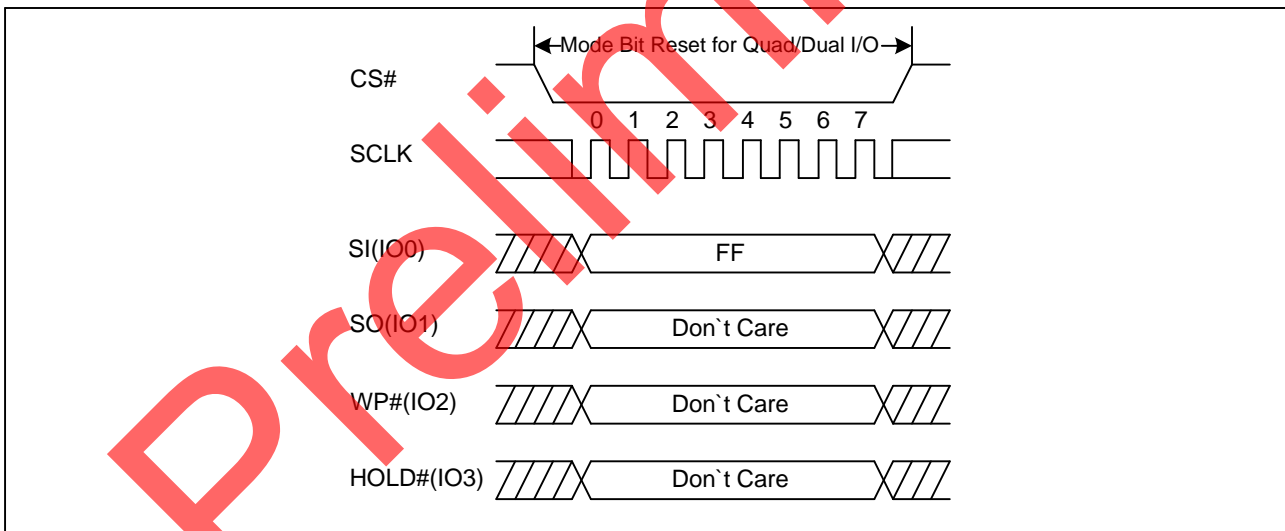 Mode Bit Reset for Quad/Dual I/O
CS#
0 1 2 3 4 5 6 7
SCLK
SI(IO0)
FF
SO(IO1)
Don`t Care
WP#(IO2)
Don`t Care
HOLD#(IO3)
Don`t Care
Prelim